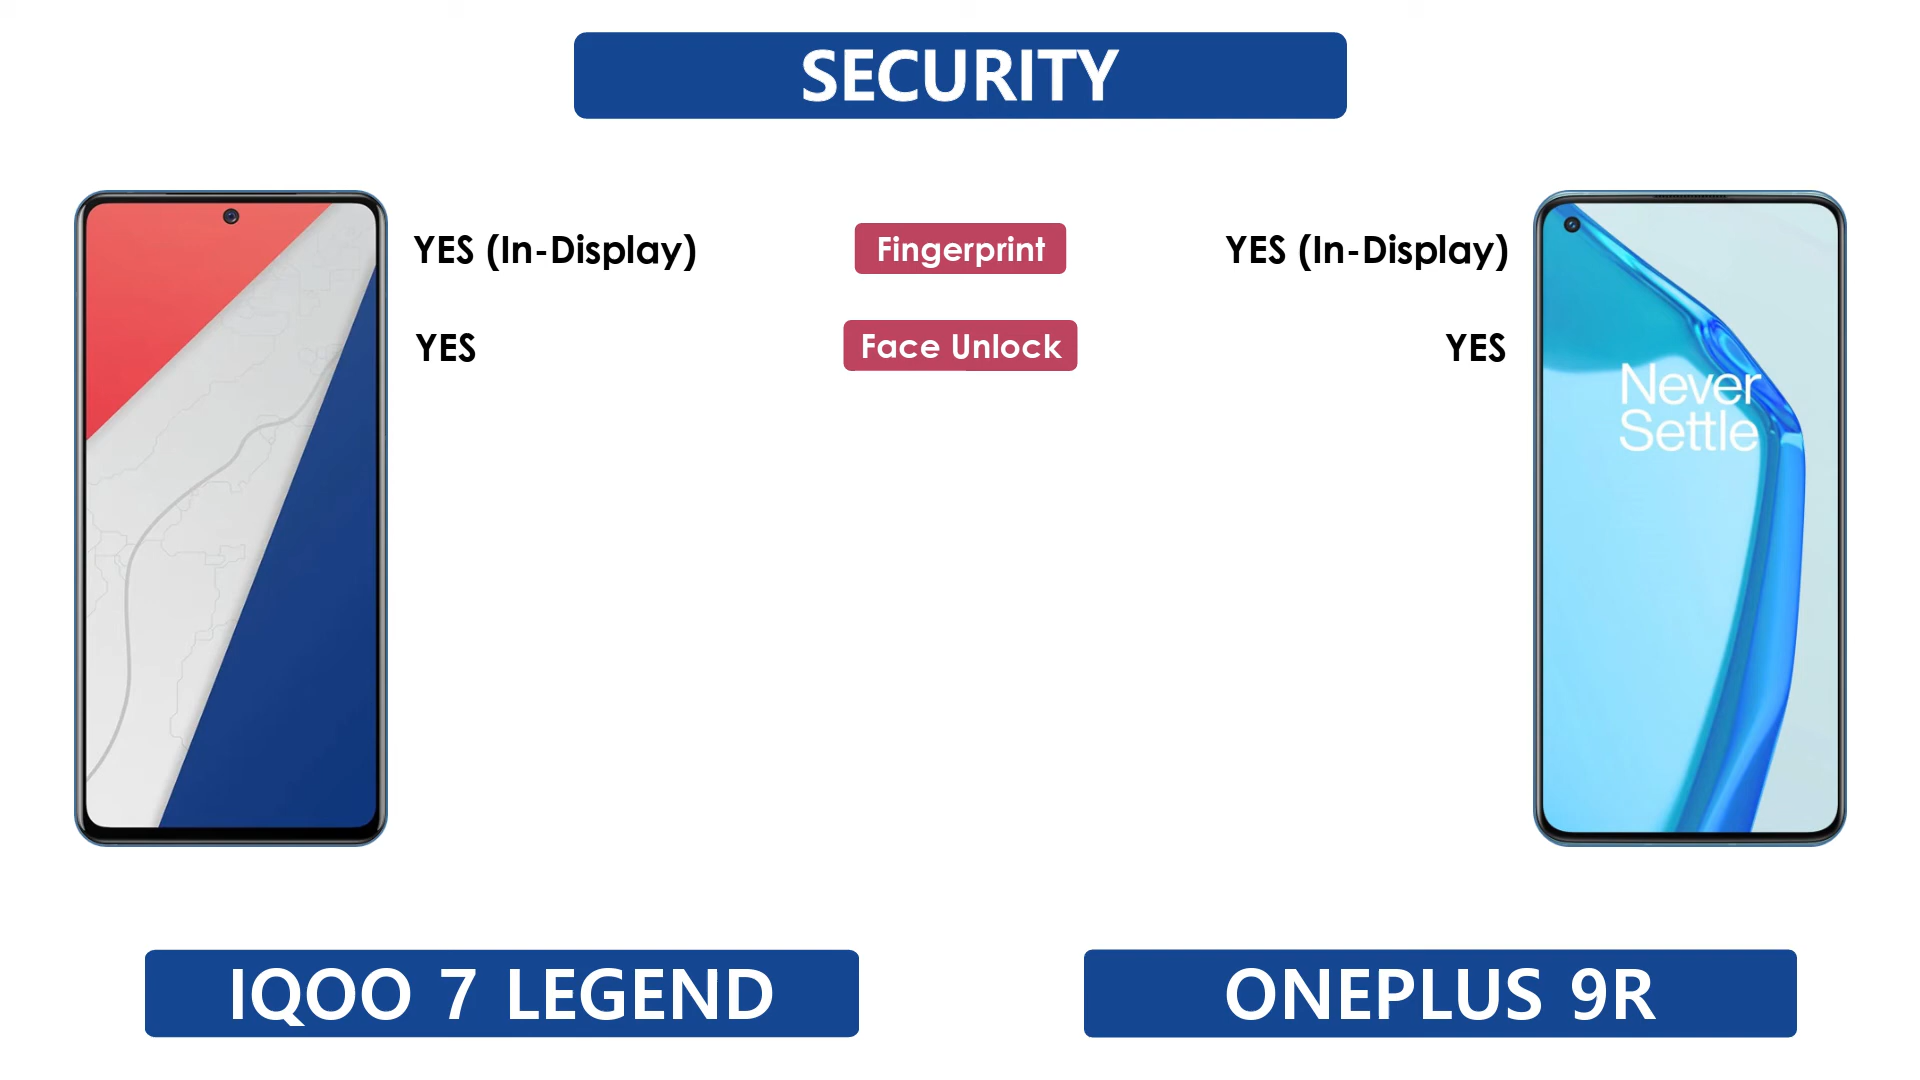 SECURITY
YES (In-Display) Fingerprint YES (In-Display)
YES Face Unlock YES
Never
Settle
IQOO 7 LEGEND ONEPLUS 9R